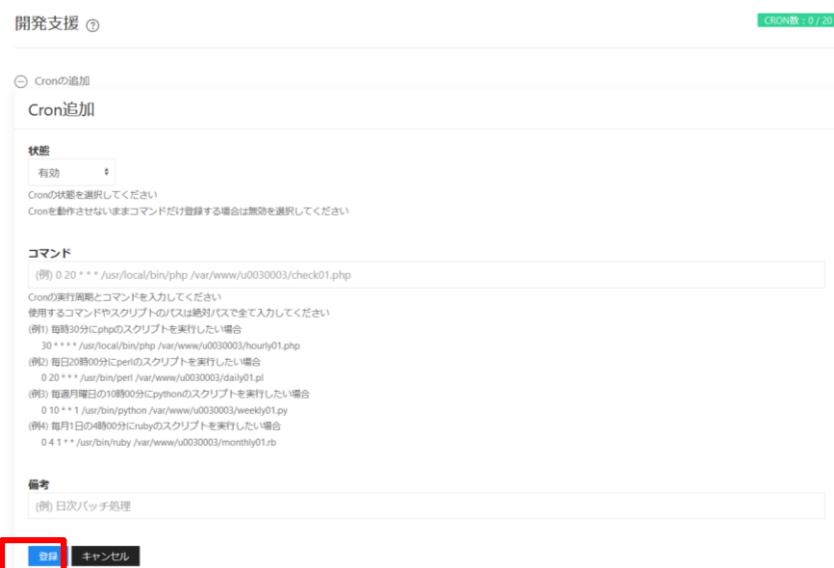 開発支援
CRON数：0 / 20
Cronの追加
Cron追加
状態
有効
Cronの状態を選択してください
Cronを動作させないままコマンドだけ登録する場合は無効を選択してください
コマンド
(例) 0 20 * * * /usr/local/bin/php /var/www/u0030003/check01.php
Cronの実行周期とコマンドを入力してください
使用するコマンドやスクリプトのパスは絶対パスで全て入力してください
(例1) 毎時30分にphpのスクリプトを実行したい場合
30 * * * * /usr/local/bin/php /var/www/u0030003/hourly01.php
(例2) 毎日20時00分にperlのスクリプトを実行したい場合
0 20 * * * /usr/bin/perl /var/www/u0030003/daily01.pl
(例3) 毎週月曜日の10時00分にpythonのスクリプトを実行したい場合
0 10 * * 1 /usr/bin/python /var/www/u0030003/weekly01.py
(例4) 毎月1日の4時00分にrubyのスクリプトを実行したい場合
0 4 1 * * /usr/bin/ruby /var/www/u0030003/monthly01.rb
備考
(例) 日次バッチ処理
登録 キャンセル